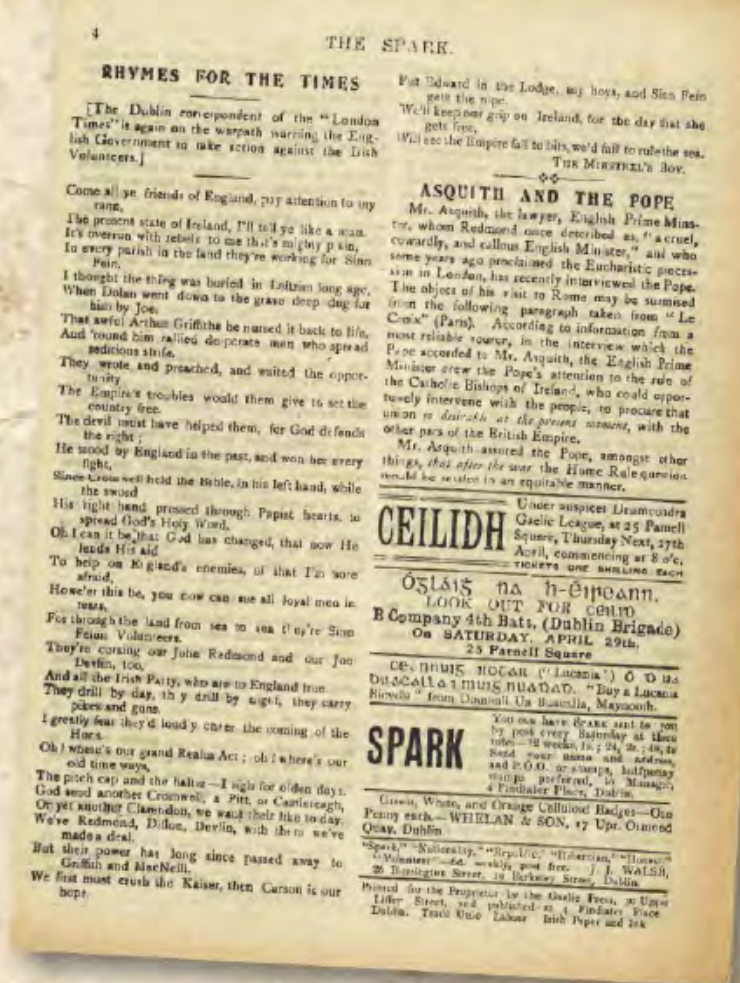 4
THE SPARK.
RHYMES FOR THE TIMES
[The Dublin correspondent of the "London
Times" is again on the warpath warning the Eng-
lish Government to take action against the Irish
Volunteers.]
Come all ye friends of England, pay attention to my
rann,
The present state of Ireland, I'll tell ye like a man.
It's overrun with rebels to me that's mighty plain,
In every parish in the land they're working for Sinn
Fein.
I thought the thing was buried in Leitrim long ago,
When Dolan went down to the grave deep dug for
him by Joe.
That awful Arthur Griffiths he nursed it back to life,
And 'round him rallied desperate men who spread
seditious strife.
They wrote and preached, and waited the oppor-
tunity
The Empire's troubles would them give to set the
country free.
The devil must have helped them, for God defends
the right;
He stood by England in the past, and won her every
fight,
Since Cromwell held the Bible, in his left hand, while
the sword
His right hand pressed through Papist hearts, to
spread God's Holy Word.
Oh! can it be, that God has changed, that now He
lends His aid
To help on England's enemies, of that I'm sore
afraid,
Howe'er this be, you now can see all loyal men in
tears,
For through the land from sea to sea they're Sinn
Feinn Volunteers.
They're cursing our John Redmond and our Joe
Devlin, too,
And all the Irish Party, who are to England true
They drill by day, they drill by night, they carry
pikes and guns.
I greatly fear they'd loudly cheer the coming of the
Huns.
Oh! where's our grand Realm Act; oh! where's our
old time ways,
The pitch cap and the halter—I sigh for olden days.
God send another Cromwell, a Pitt, or Castlereagh,
Or yet another Clarendon, we want their like to-day.
We've Redmond, Dillon, Devlin, with them we've
made a deal.
But their power has long since passed away to
Griffith and MacNeill.
We first must crush the Kaiser, then Carson is our
hope
Put Edward in the Lodge, my boys, and Sinn Fein
gets the rope.
We'll keep our grip on Ireland, for the day that she
gets free,
Will see the Empire fall to bits, we'd fail to rule the sea.
THE MINSTREL'S BOY.
ASQUITH AND THE POPE
Mr. Asquith, the lawyer, English Prime Minis-
ter, whom Redmond once described as, "a cruel,
cowardly, and callous English Minister," and who
some years ago proclaimed the Eucharistic proces-
sion in London, has recently interviewed the Pope.
The object of his visit to Rome may be surmised
from the following paragraph taken from "Le
Croix" (Paris). According to information from a
most reliable source, in the interview which the
Pope accorded to Mr. Asquith, the English Prime
Minister drew the Pope's attention to the role of
the Catholic Bishops of Ireland, who could oppor-
tunely intervene with the people, to procure that
union so desirable at the present moment, with the
other pars of the British Empire.
Mr. Asquith assured the Pope, amongst other
things, that after the war the Home Rule question
would be settled in an equitable manner.
CEILIDH
Under auspices Drumcondra
Gaelic League, at 25 Parnell
Square, Thursday Next, 27th
April, commencing at 8 o'c,
TICKETS ONE SHILLING EACH
Óglaig na h-Éireann.
LOOK OUT FOR ceilid
B Company 4th Batt. (Dublin Brigade)
On SATURDAY, APRIL 29th,
25 Parnell Square
("Lucania") Ó D Ua
"Buy a Lucania
Bicycle" from Domnall Ua Buacalla, Maynooth.
SPARK
You can have SPARK sent to you
by post every Saturday at these
rates—12 weeks, 1s.; 24, 2s.; 48, 4s
Send your name and address,
and P.O.O. or stamps, halfpenny
stamps preferred, to Manager,
4 Findlater Place, Dublin.
Green, White, and Orange Celluloid Badges—One
Penny each.—WHELAN & SON, 17 Upr. Ormond
Quay, Dublin
"Spark," "Nationality," "Republic," "Hibernian," "Honesty"
"Volunteer"— weekly, post free. J. J. WALSH,
26 Blessington Street, 10 Berkeley Street, Dublin.
Printed for the Proprietor by the Gaelic Press, 30 Upper
Liffey Street, and published at 4 Findlater Place
Dublin. Trade Union Labour Irish Paper and Ink